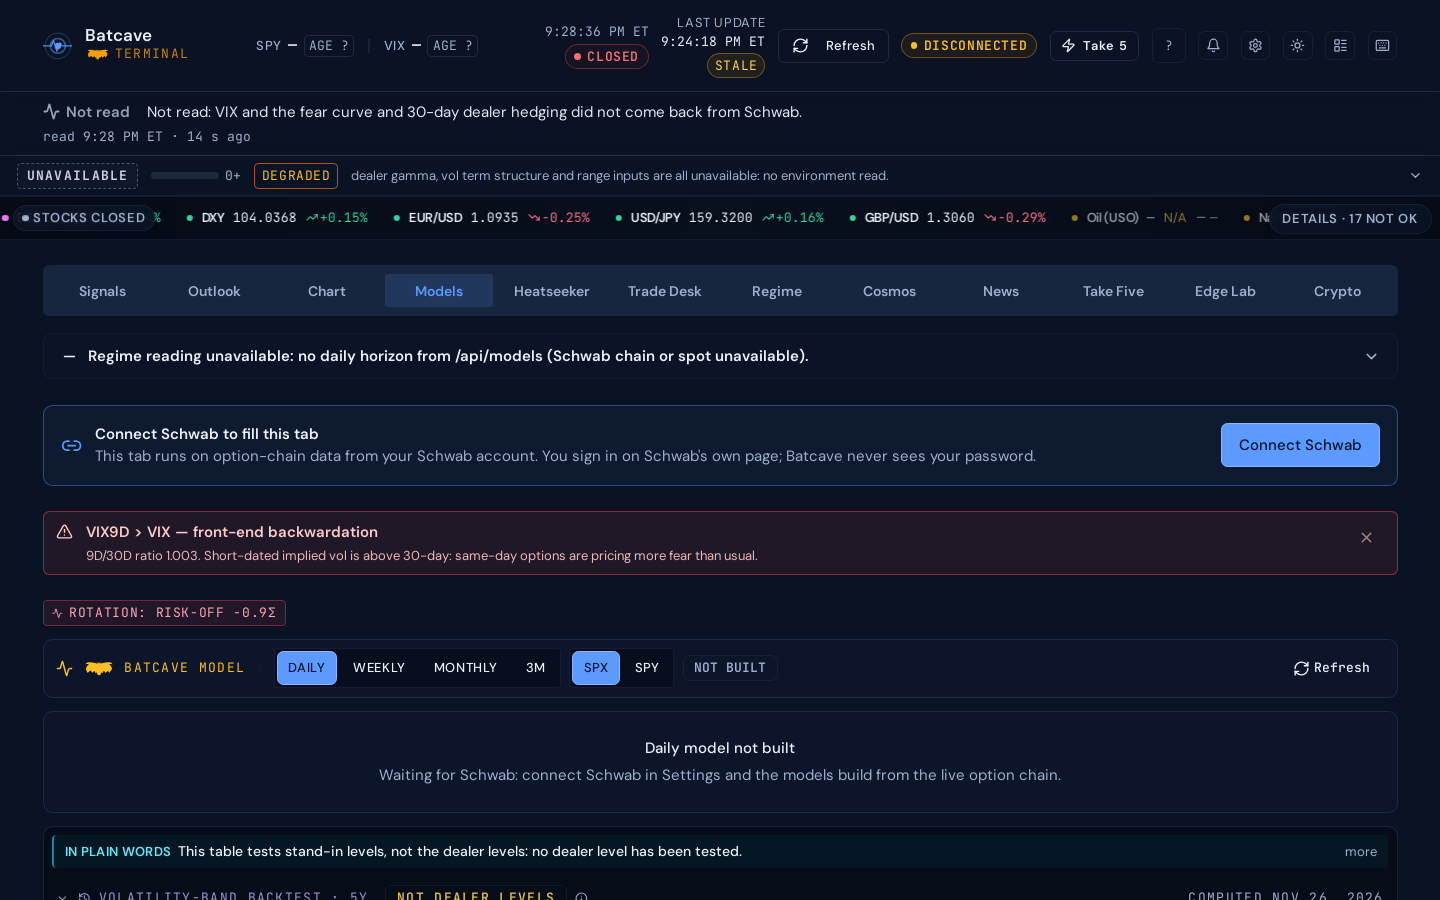 Batcave
TERMINAL
SPY — AGE ? | VIX — AGE ?
9:28:36 PM ET
CLOSED
LAST UPDATE
9:24:18 PM ET
STALE
Refresh
DISCONNECTED
Take 5
?
Not read Not read: VIX and the fear curve and 30-day dealer hedging did not come back from Schwab.
read 9:28 PM ET · 14 s ago
UNAVAILABLE 0+ DEGRADED dealer gamma, vol term structure and range inputs are all unavailable: no environment read.
STOCKS CLOSED % DXY 104.0368 +0.15% EUR/USD 1.0935 -0.25% USD/JPY 159.3200 +0.16% GBP/USD 1.3060 -0.29% Oil (USO) — N/A — — DETAILS · 17 NOT OK
Signals Outlook Chart Models Heatseeker Trade Desk Regime Cosmos News Take Five Edge Lab Crypto
— Regime reading unavailable: no daily horizon from /api/models (Schwab chain or spot unavailable).
Connect Schwab to fill this tab
This tab runs on option-chain data from your Schwab account. You sign in on Schwab's own page; Batcave never sees your password.
Connect Schwab
VIX9D > VIX — front-end backwardation
9D/30D ratio 1.003. Short-dated implied vol is above 30-day: same-day options are pricing more fear than usual.
ROTATION: RISK-OFF -0.9Σ
BATCAVE MODEL DAILY WEEKLY MONTHLY 3M SPX SPY NOT BUILT Refresh
Daily model not built
Waiting for Schwab: connect Schwab in Settings and the models build from the live option chain.
IN PLAIN WORDS This table tests stand-in levels, not the dealer levels: no dealer level has been tested. more
VOLATILITY-BAND BACKTEST · 5Y NOT DEALER LEVELS COMPUTED NOV 26, 2026